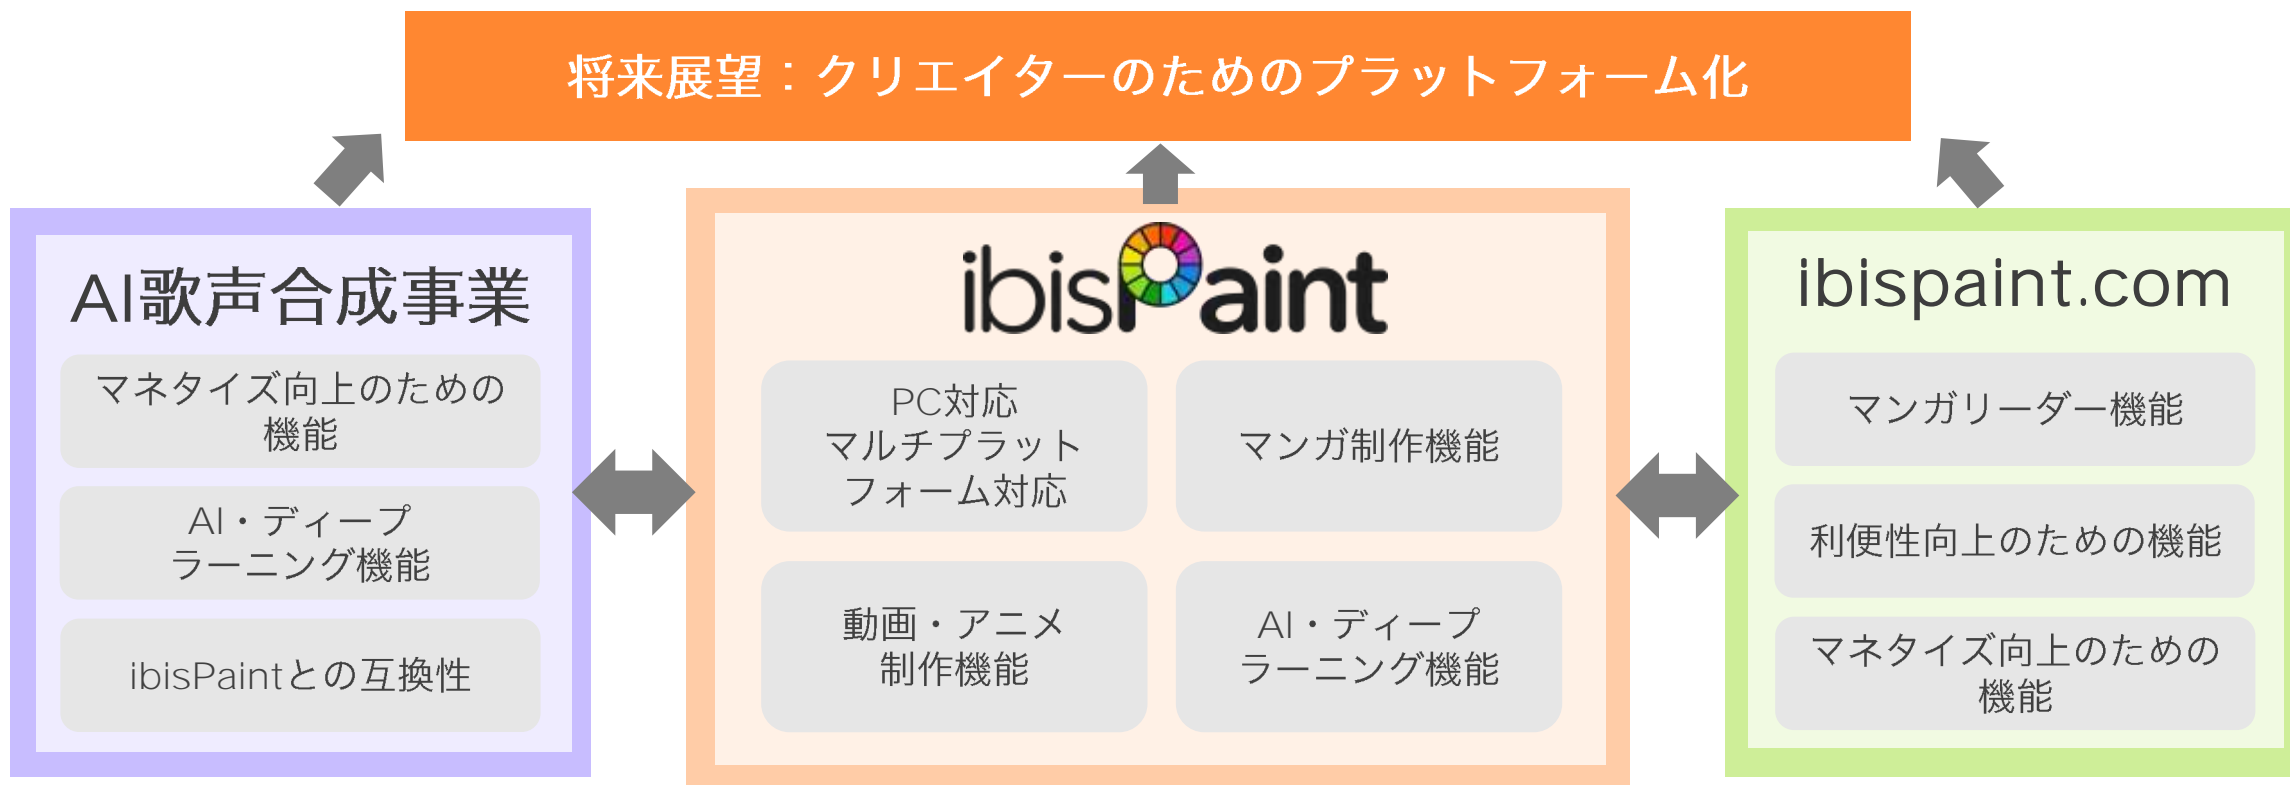 将来展望：クリエイターのためのプラットフォーム化
AI歌声合成事業
マネタイズ向上のための
機能
AI・ディープ
ラーニング機能
ibisPaintとの互換性
ibisPaint
PC対応
マルチプラット
フォーム対応
マンガ制作機能
動画・アニメ
制作機能
AI・ディープ
ラーニング機能
ibispaint.com
マンガリーダー機能
利便性向上のための機能
マネタイズ向上のための
機能